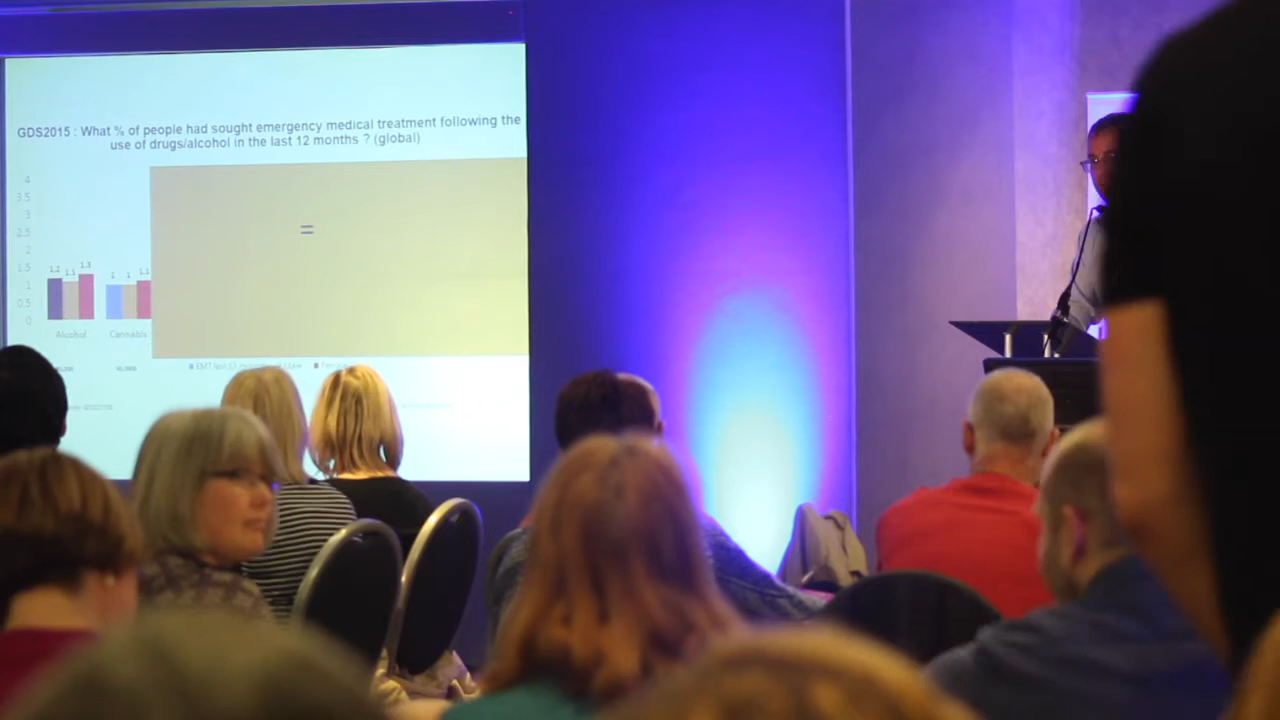 GDS2015 : What % of people had sought emergency medical treatment following the
use of drugs/alcohol in the last 12 months ? (global)
4
3.5
3
2.5
2
1.5
1
0.5
0
=
1.2 1.1 1.3
1 1 1.1
Alcohol Cannabis